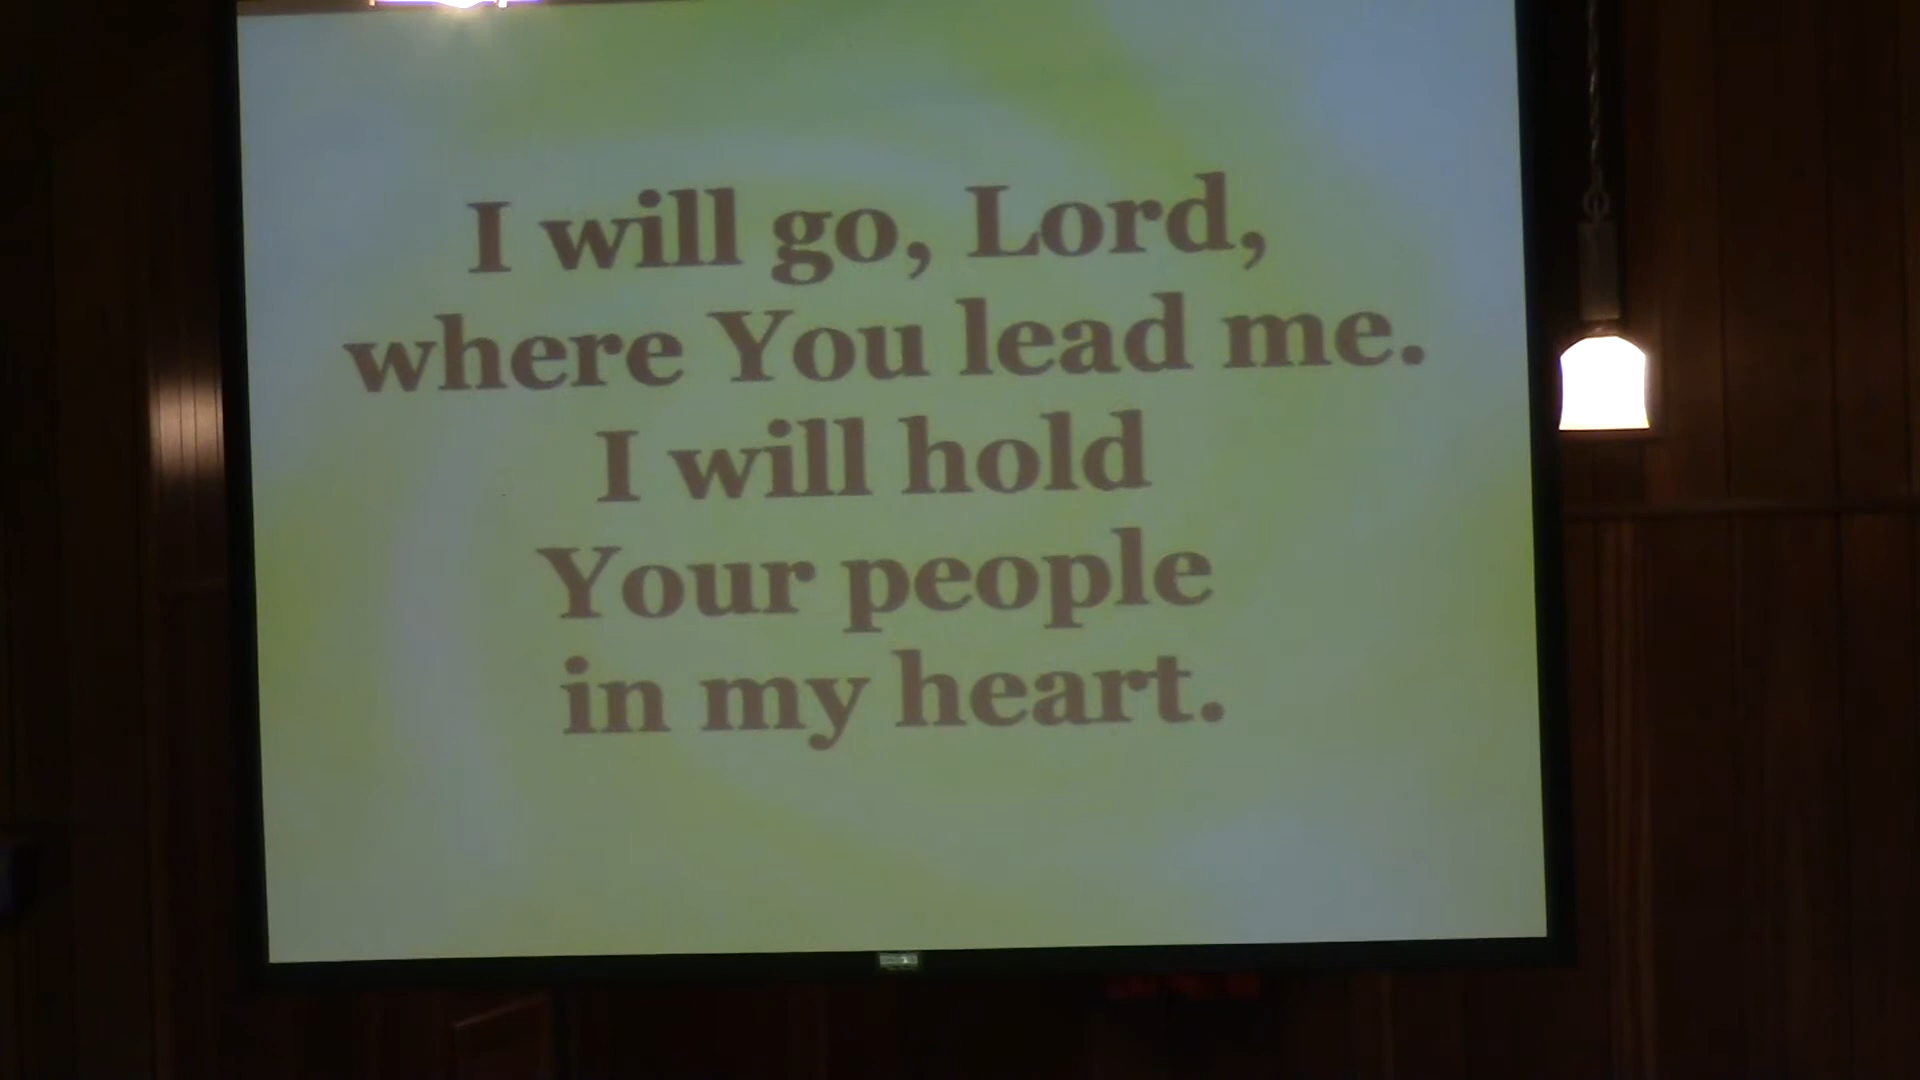 I will go, Lord,
where You lead me.
I will hold
Your people
in my heart.